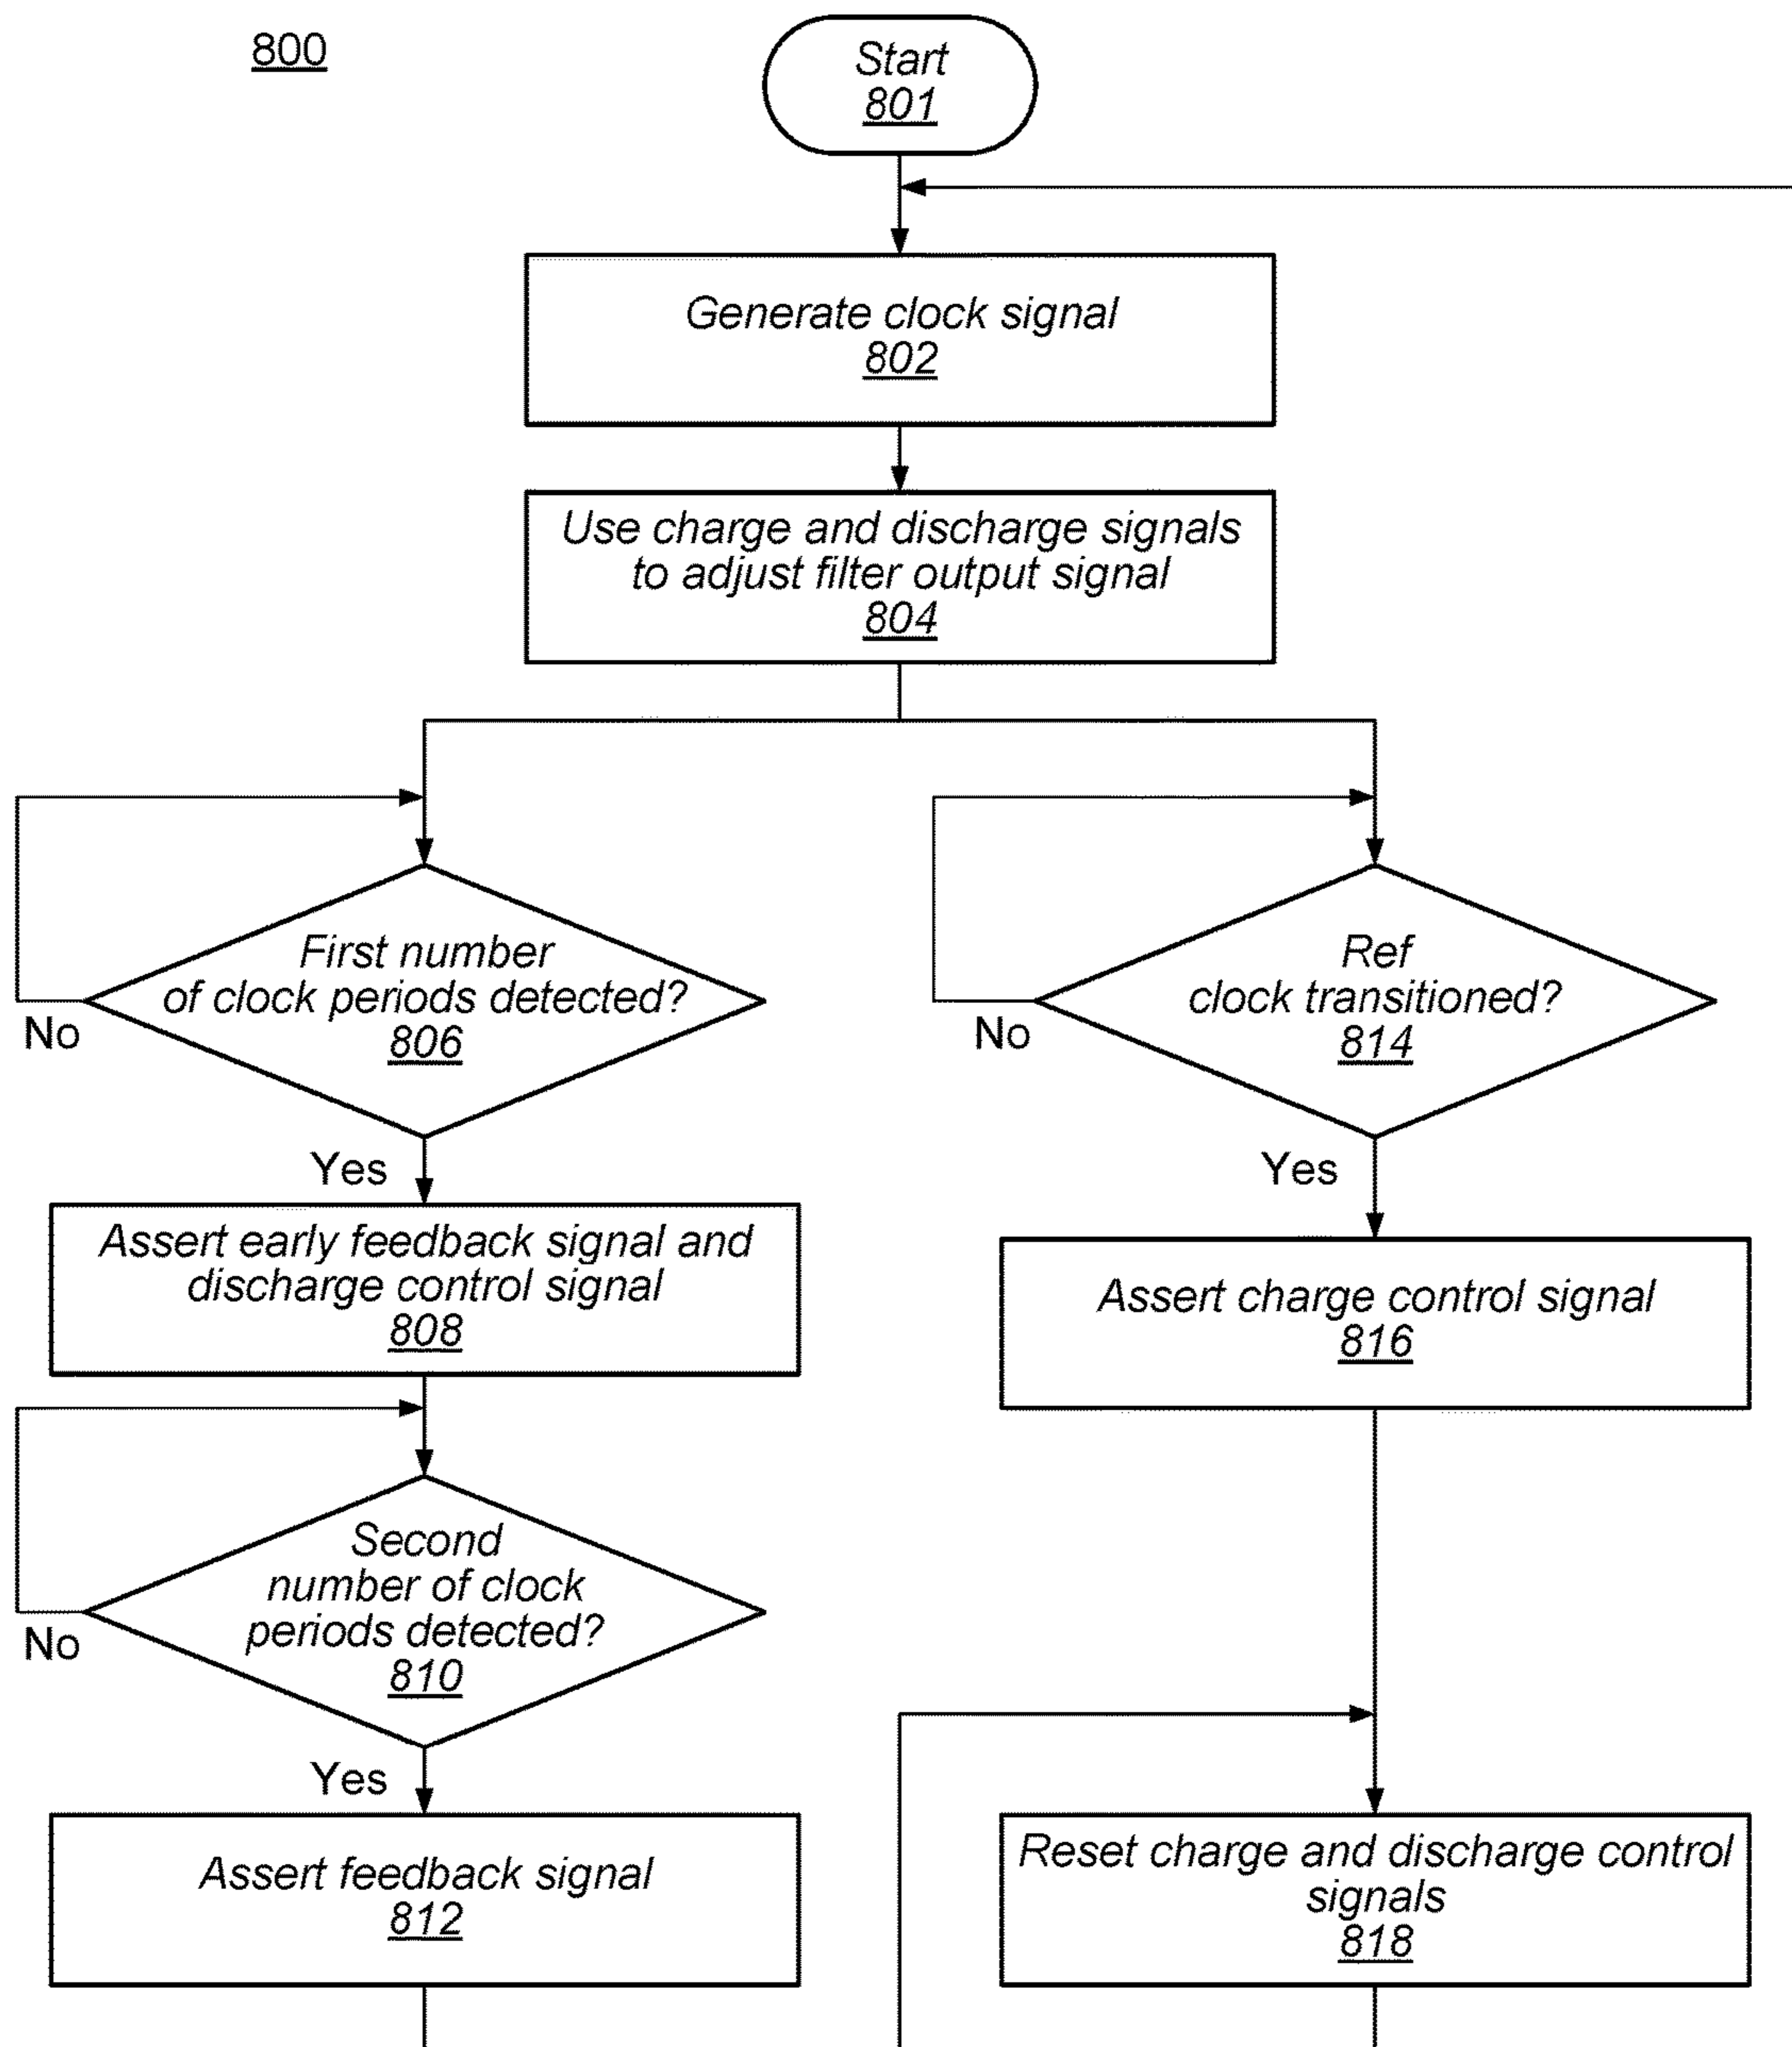 800
Start
801
Generate clock signal
802
Use charge and discharge signals
to adjust filter output signal
804
First number
of clock periods detected?
806
No
Yes
Assert early feedback signal and
discharge control signal
808
Second
number of clock
periods detected?
810
No
Yes
Assert feedback signal
812
Ref
clock transitioned?
814
No
Yes
Assert charge control signal
816
Reset charge and discharge control
signals
818